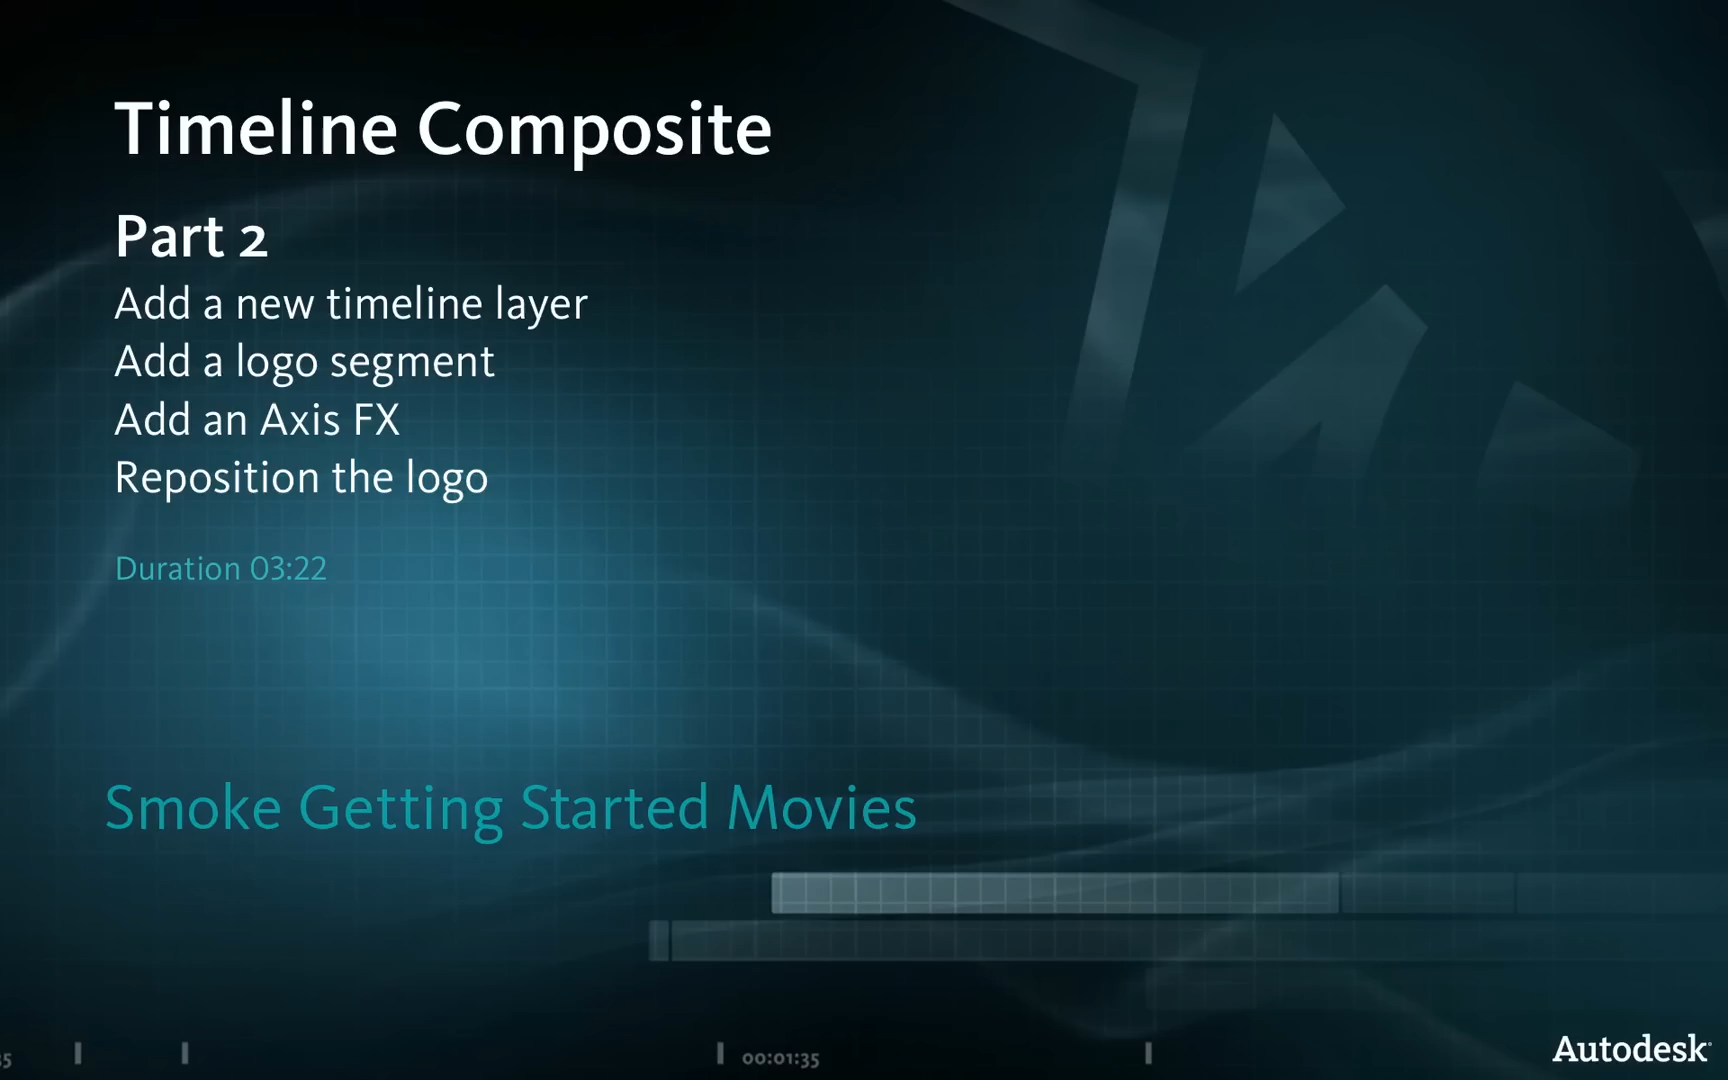 Timeline Composite
Part 2
Add a new timeline layer
Add a logo segment
Add an Axis FX
Reposition the logo
Duration 03:22
Smoke Getting Started Movies
35
00:01:35
Autodesk